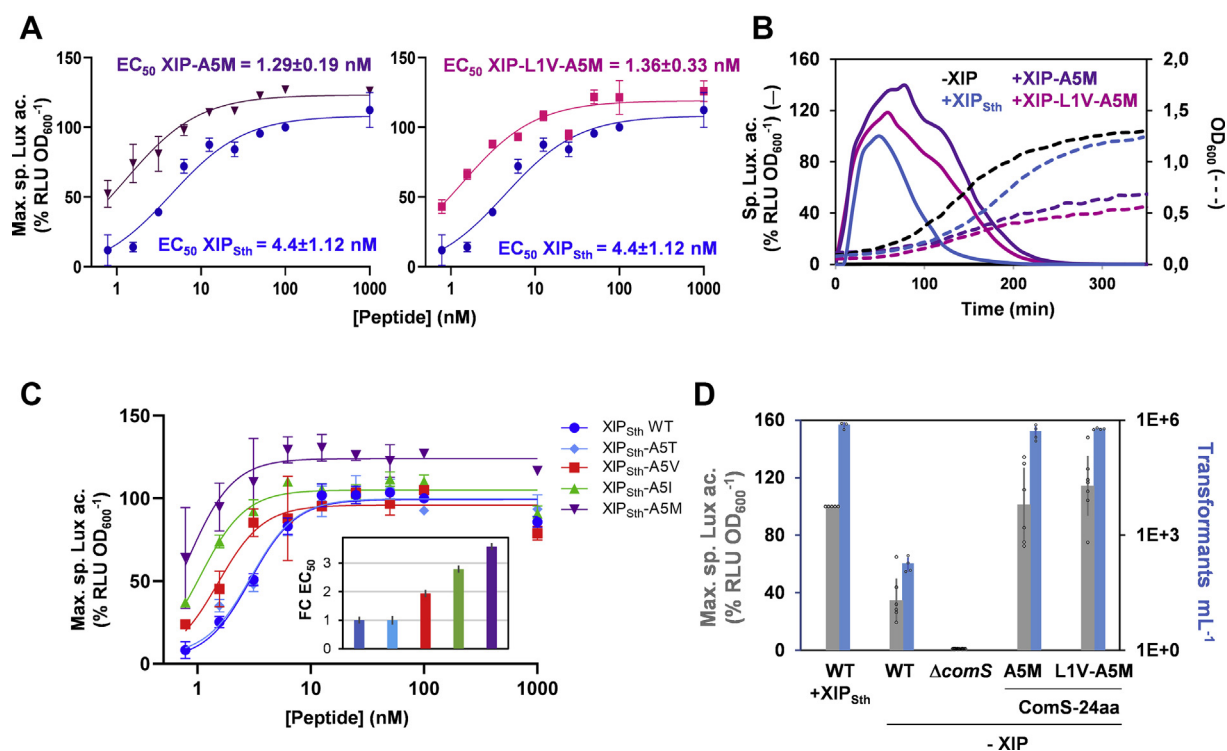 A
EC50 XIP-A5M = 1.29±0.19 nM
EC50 XIPSth = 4.4±1.12 nM
Max. sp. Lux ac.
(% RLU OD600-1)
150
100
50
0
1 10 100 1000
EC50 XIP-L1V-A5M = 1.36±0.33 nM
EC50 XIPSth = 4.4±1.12 nM
150
100
50
0
1 10 100 1000
[Peptide] (nM)
B
-XIP +XIP-A5M
+XIPSth +XIP-L1V-A5M
Sp. Lux. ac. (—)
(% RLU OD600-1)
160
120
80
40
0
2,0
1,5
1,0
0,5
0,0
OD600 (- - -)
0 100 200 300
Time (min)
C
Max. sp. Lux ac.
(% RLU OD600-1)
150
100
50
0
XIPSth WT
XIPSth-A5T
XIPSth-A5V
XIPSth-A5I
XIPSth-A5M
FC EC50
3
2
1
0
1 10 100 1000
[Peptide] (nM)
D
Max. sp. Lux ac.
(% RLU OD600-1)
160
120
80
40
0
1E+6
1E+3
1E+0
Transformants mL-1
WT
+XIPSth
WT
ΔcomS
A5M
L1V-A5M
ComS-24aa
- XIP